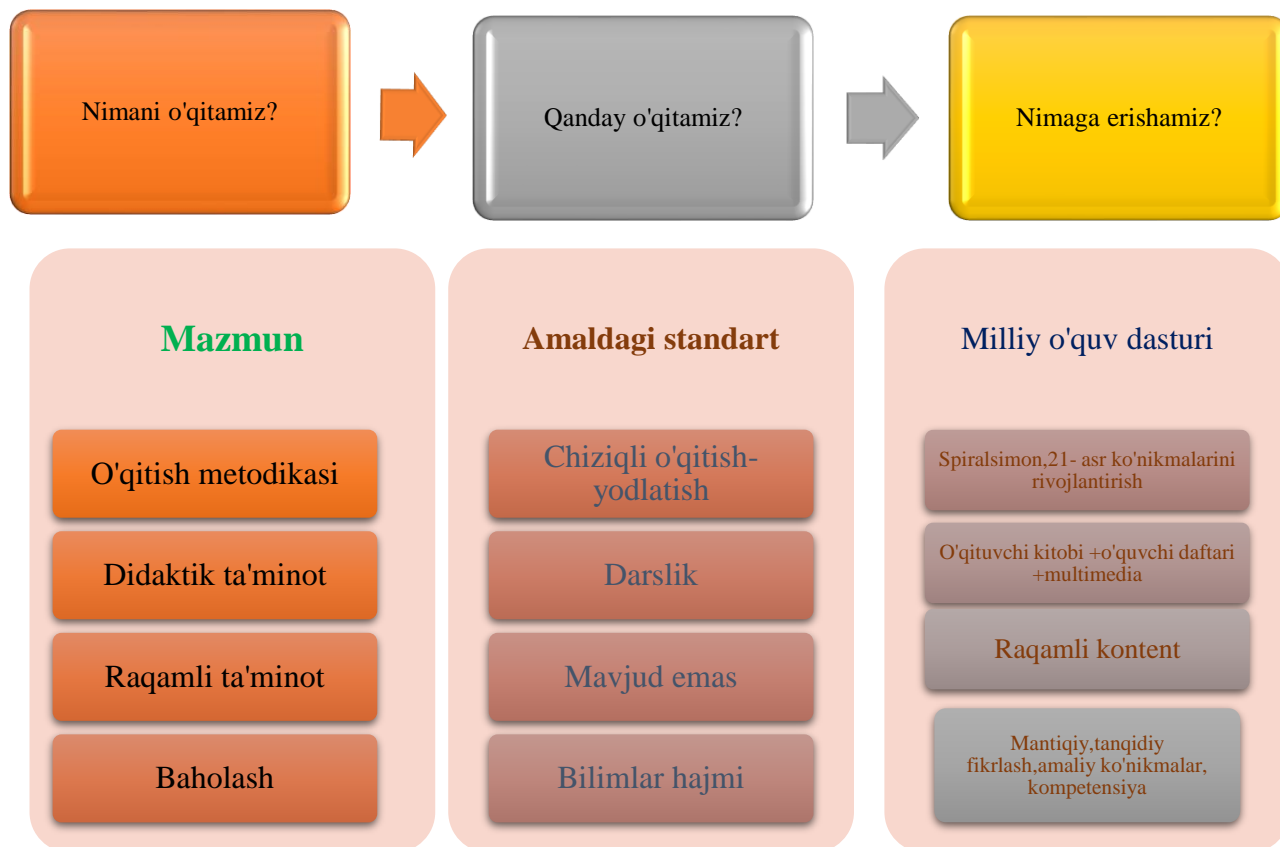 Nimani o'qitamiz?
Qanday o'qitamiz?
Nimaga erishamiz?
Mazmun
O'qitish metodikasi
Didaktik ta'minot
Raqamli ta'minot
Baholash
Amaldagi standart
Chiziqli o'qitish-
yodlatish
Darslik
Mavjud emas
Bilimlar hajmi
Milliy o'quv dasturi
Spiralsimon,21- asr ko'nikmalarini
rivojlantirish
O'qituvchi kitobi +o'quvchi daftari
+multimedia
Raqamli kontent
Mantiqiy,tanqidiy
fikrlash,amaliy ko'nikmalar,
kompetensiya